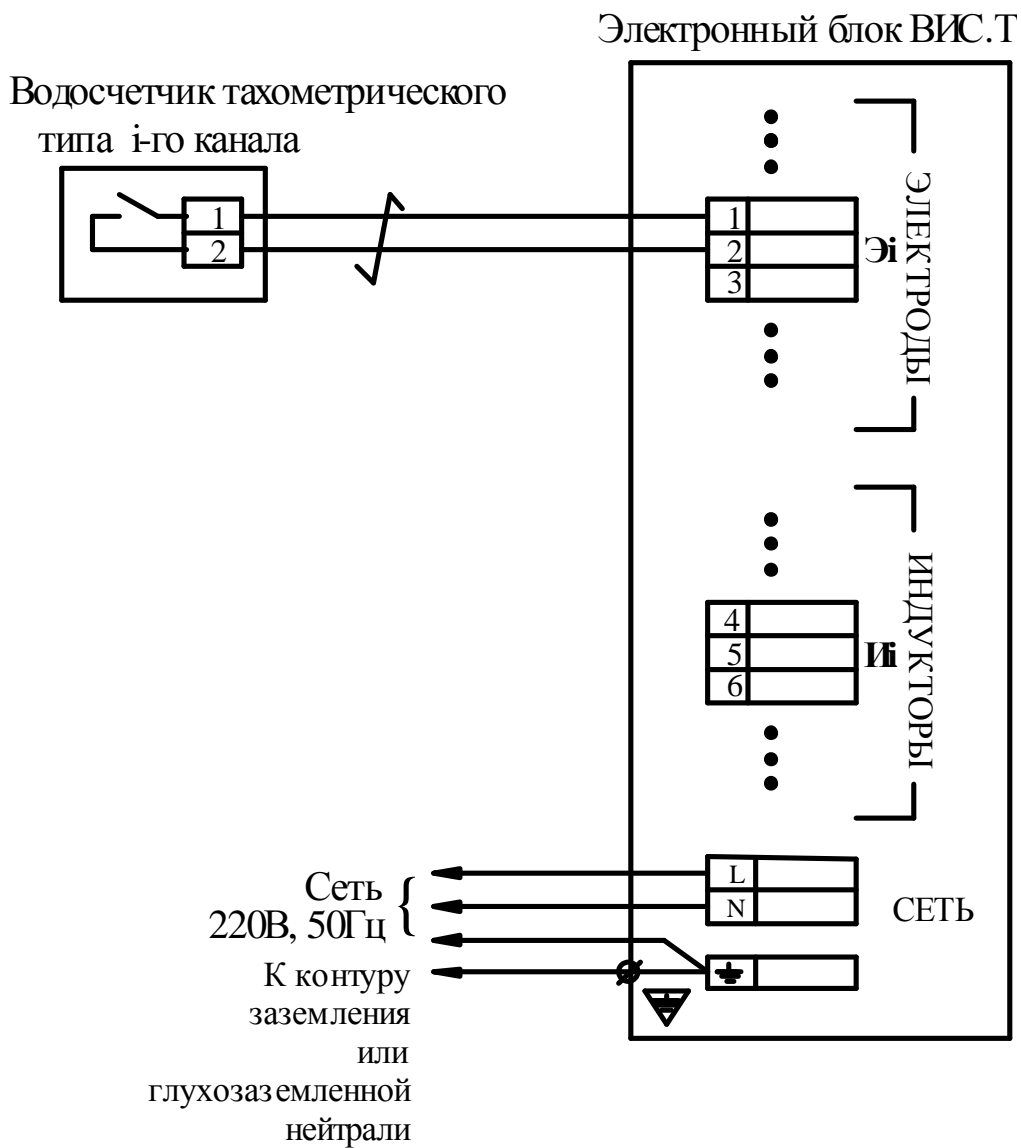 Электронный блок ВИС.Т
Водосчетчик тахометрического
типа i-го канала
1
2
1
2
3
Эi
ЭЛЕКТРОДЫ
4
5
6
Иi
ИНДУКТОРЫ
L
N
СЕТЬ
Сеть
220В, 50Гц
К контуру
заземления
или
глухозаземленной
нейтрали